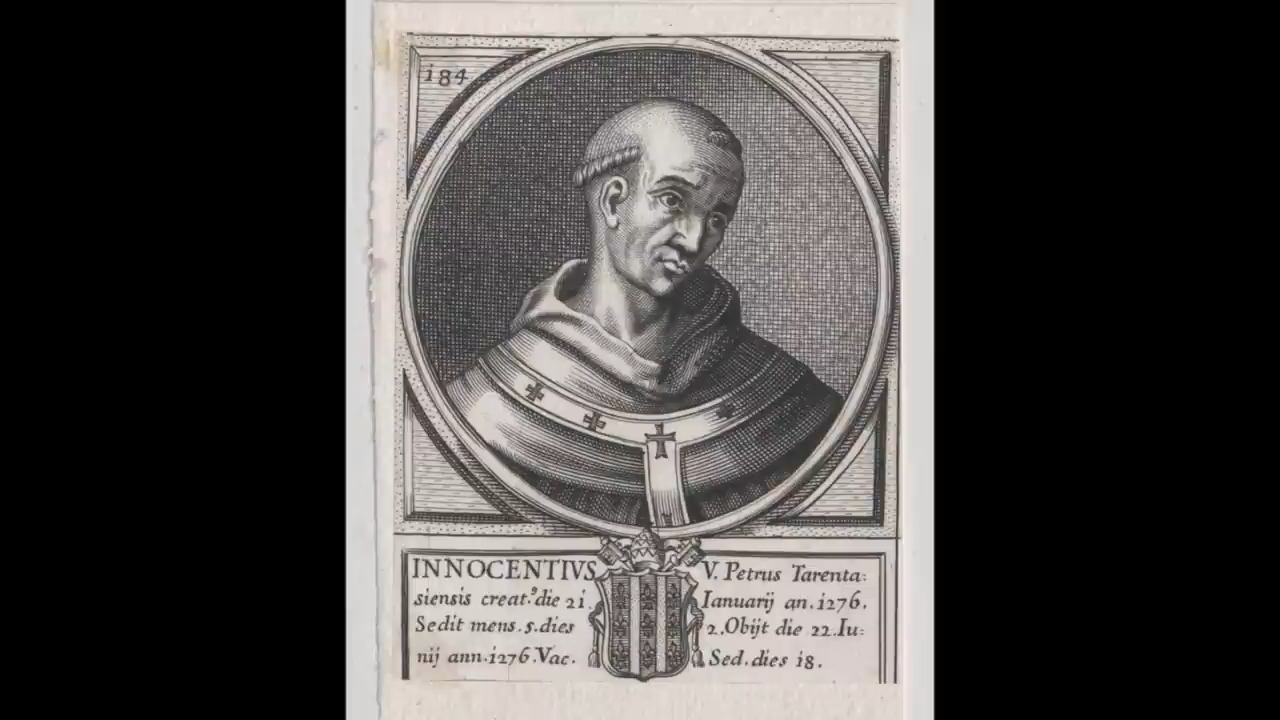 184
INNOCENTIVS V. Petrus Tarenta:
siensis creat.⁹ die 21. Ianuarij an. 1276.
Sedit mens. 5. dies 2. Obijt die 22. Iu:
nij ann. 1276. Vac. Sed. dies 18.